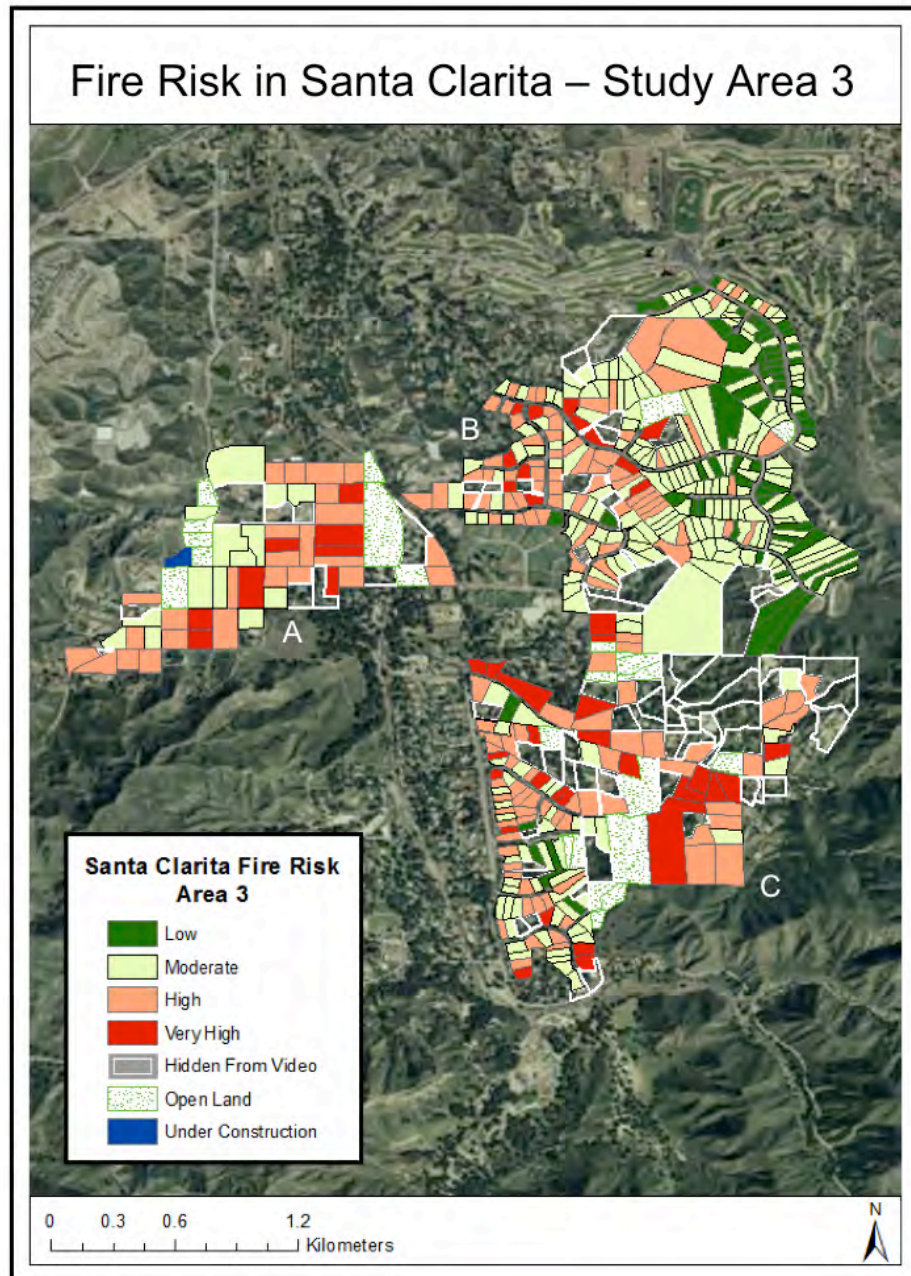 Fire Risk in Santa Clarita – Study Area 3
B
A
C
Santa Clarita Fire Risk
Area 3
Low
Moderate
High
Very High
Hidden From Video
Open Land
Under Construction
0 0.3 0.6 1.2
Kilometers
N